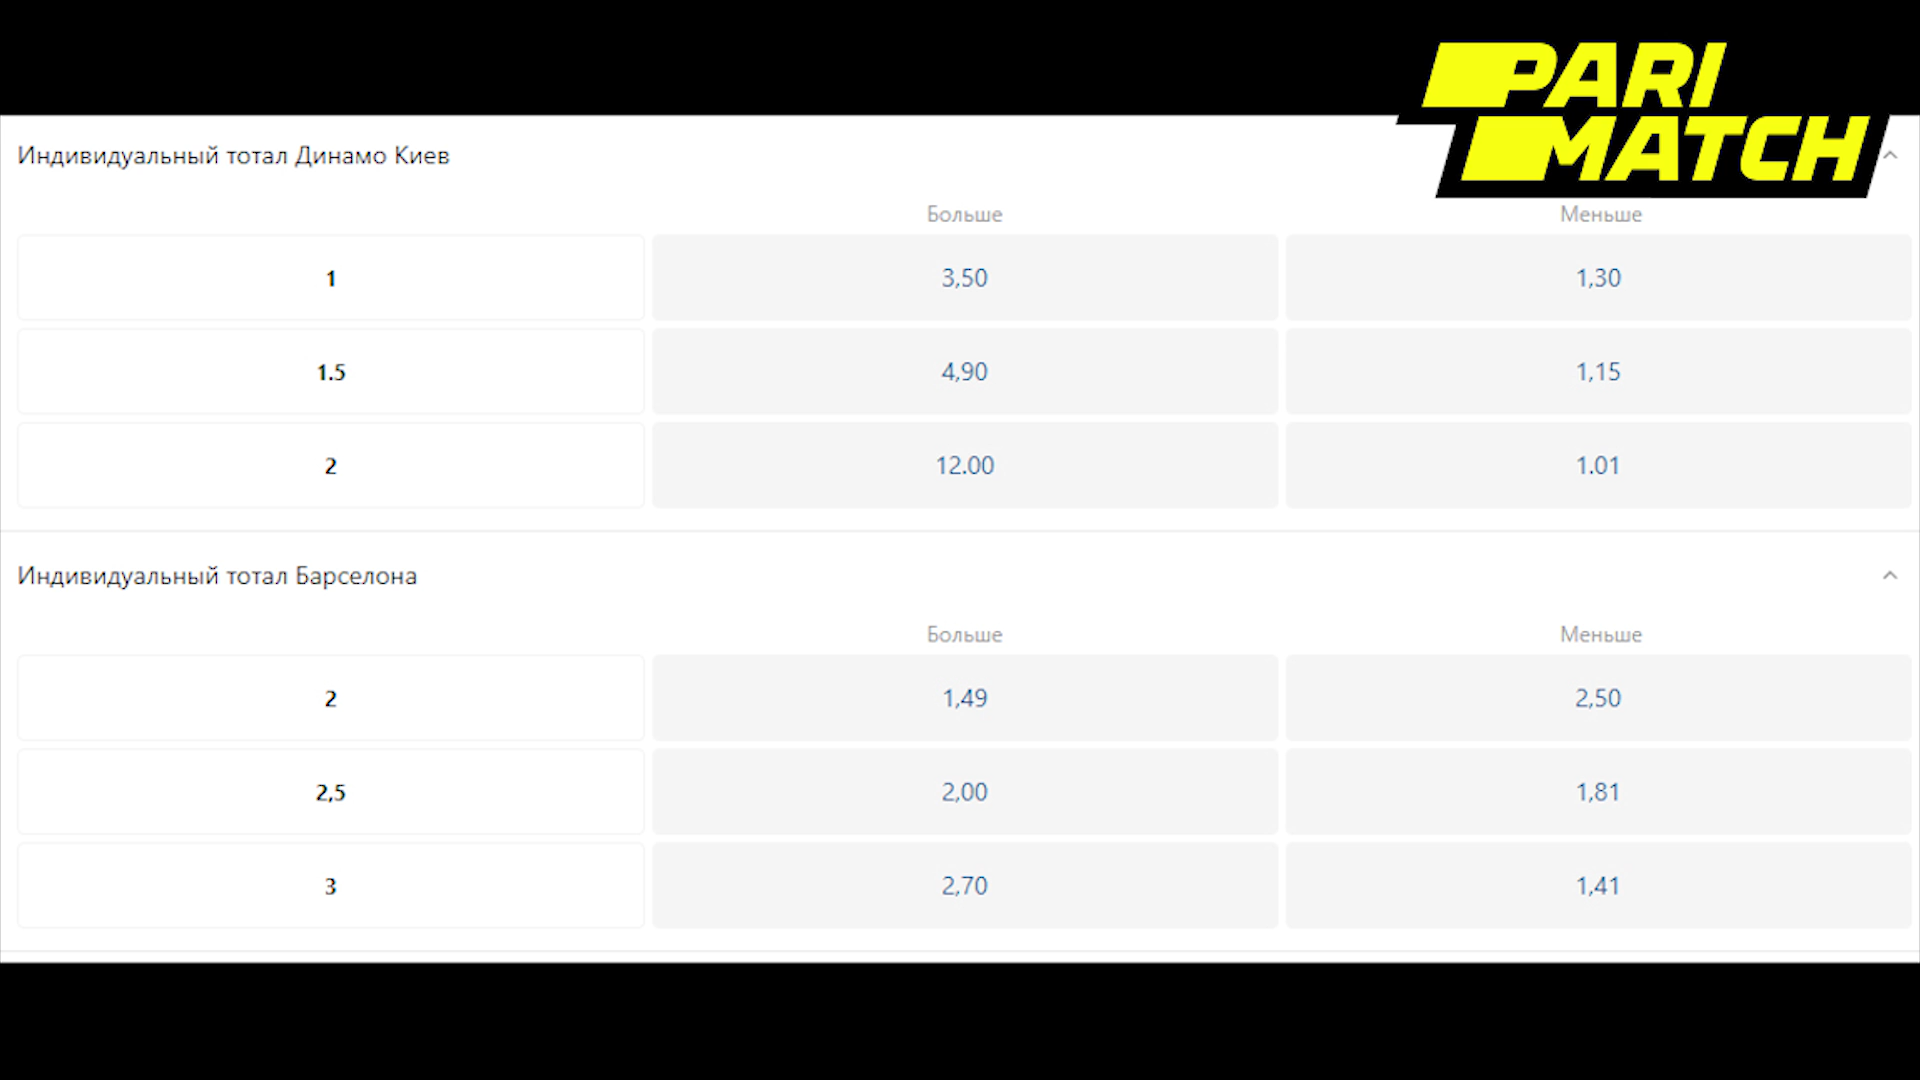 PARI
MATCH
Индивидуальный тотал Динамо Киев
Больше Меньше
1 3,50 1,30
1.5 4,90 1,15
2 12.00 1.01
Индивидуальный тотал Барселона
Больше Меньше
2 1,49 2,50
2,5 2,00 1,81
3 2,70 1,41